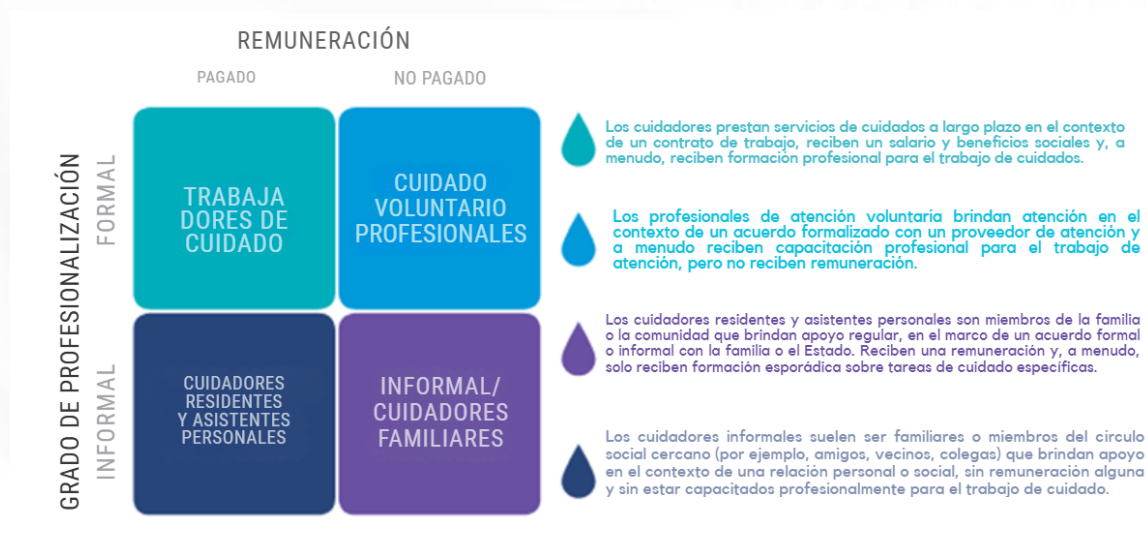 REMUNERACIÓN
PAGADO
NO PAGADO
GRADO DE PROFESIONALIZACIÓN
FORMAL
INFORMAL
TRABAJA
DORES DE
CUIDADO
CUIDADO
VOLUNTARIO
PROFESIONALES
CUIDADORES
RESIDENTES
Y ASISTENTES
PERSONALES
INFORMAL/
CUIDADORES
FAMILIARES
Los cuidadores prestan servicios de cuidados a largo plazo en el contexto
de un contrato de trabajo, reciben un salario y beneficios sociales y, a
menudo, reciben formación profesional para el trabajo de cuidados.
Los profesionales de atención voluntaria brindan atención en el
contexto de un acuerdo formalizado con un proveedor de atención y
a menudo reciben capacitación profesional para el trabajo de
atención, pero no reciben remuneración.
Los cuidadores residentes y asistentes personales son miembros de la familia
o la comunidad que brindan apoyo regular, en el marco de un acuerdo formal
o informal con la familia o el Estado. Reciben una remuneración y, a menudo,
solo reciben formación esporádica sobre tareas de cuidado específicas.
Los cuidadores informales suelen ser familiares o miembros del círculo
social cercano (por ejemplo, amigos, vecinos, colegas) que brindan apoyo
en el contexto de una relación personal o social, sin remuneración alguna
y sin estar capacitados profesionalmente para el trabajo de cuidado.